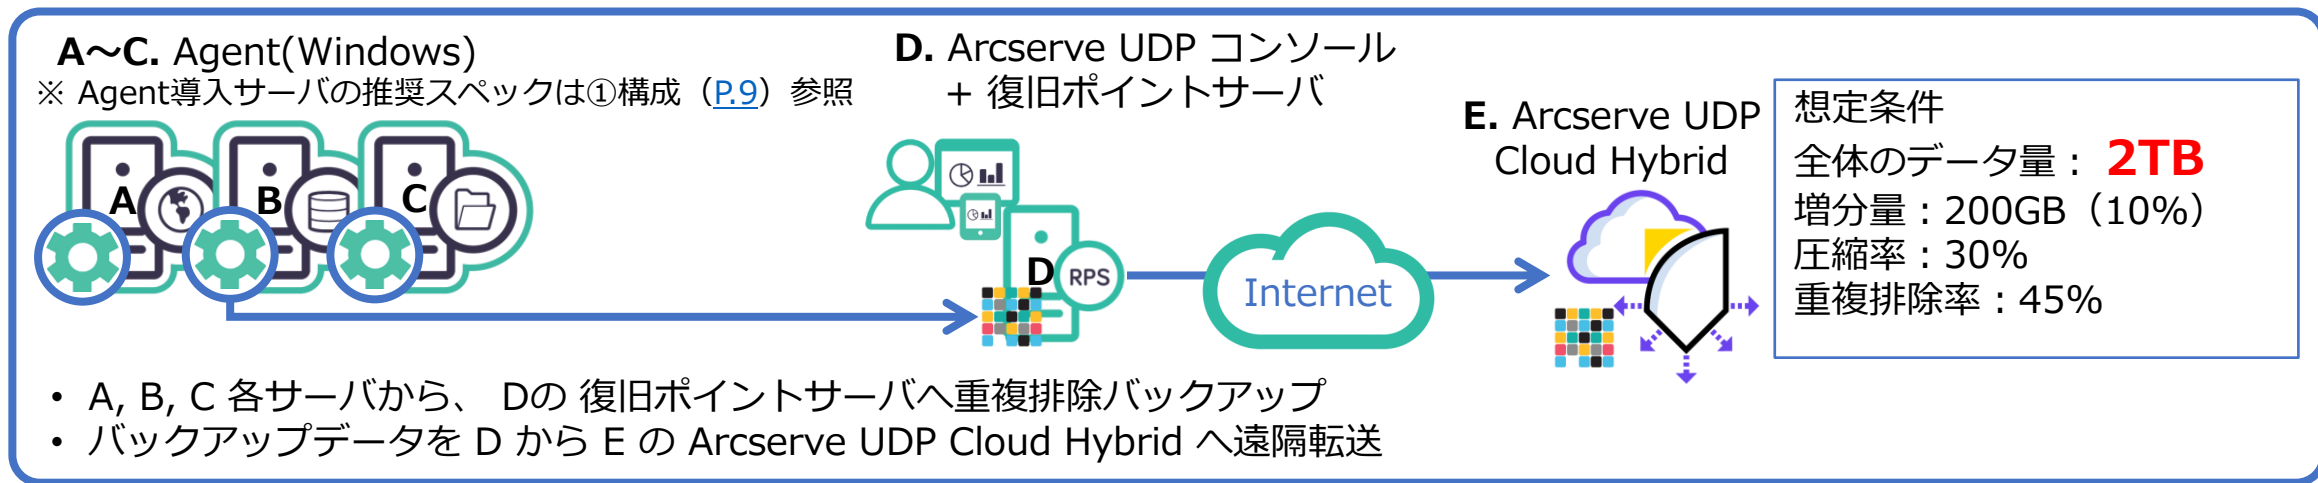 A～C. Agent(Windows)
※ Agent導入サーバの推奨スペックは①構成（P.9）参照
A
B
C
D. Arcserve UDP コンソール
+ 復旧ポイントサーバ
D
RPS
Internet
E. Arcserve UDP
Cloud Hybrid
想定条件
全体のデータ量： 2TB
増分量：200GB（10%）
圧縮率：30%
重複排除率：45%
• A, B, C 各サーバから、 Dの 復旧ポイントサーバへ重複排除バックアップ
• バックアップデータを D から E の Arcserve UDP Cloud Hybrid へ遠隔転送